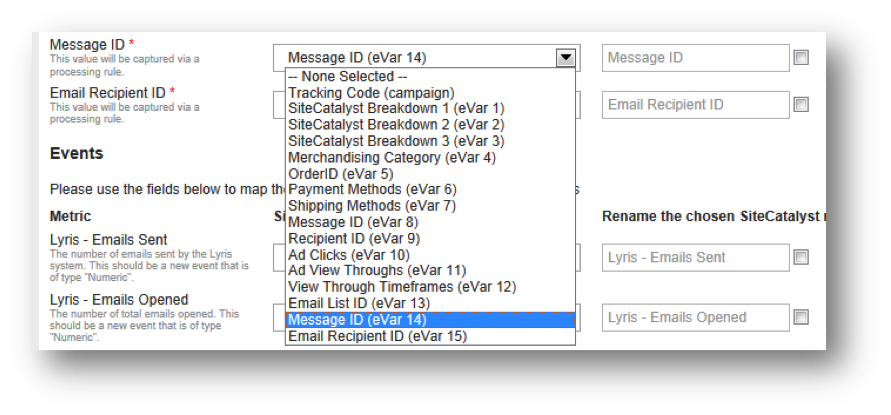 Message ID *
This value will be captured via a
processing rule.
Message ID (eVar 14)
Message ID
Email Recipient ID *
This value will be captured via a
processing rule.
Email Recipient ID
-- None Selected --
Tracking Code (campaign)
SiteCatalyst Breakdown 1 (eVar 1)
SiteCatalyst Breakdown 2 (eVar 2)
SiteCatalyst Breakdown 3 (eVar 3)
Merchandising Category (eVar 4)
OrderID (eVar 5)
Payment Methods (eVar 6)
Shipping Methods (eVar 7)
Message ID (eVar 8)
Recipient ID (eVar 9)
Ad Clicks (eVar 10)
Ad View Throughs (eVar 11)
View Through Timeframes (eVar 12)
Email List ID (eVar 13)
Message ID (eVar 14)
Email Recipient ID (eVar 15)
Events
Please use the fields below to map
Metric
Rename the chosen SiteCatalyst
Lyris - Emails Sent
The number of emails sent by the Lyris
system. This should be a new event that is
of type "Numeric".
Lyris - Emails Sent
Lyris - Emails Opened
The number of total emails opened. This
should be a new event that is of type
"Numeric".
Lyris - Emails Opened